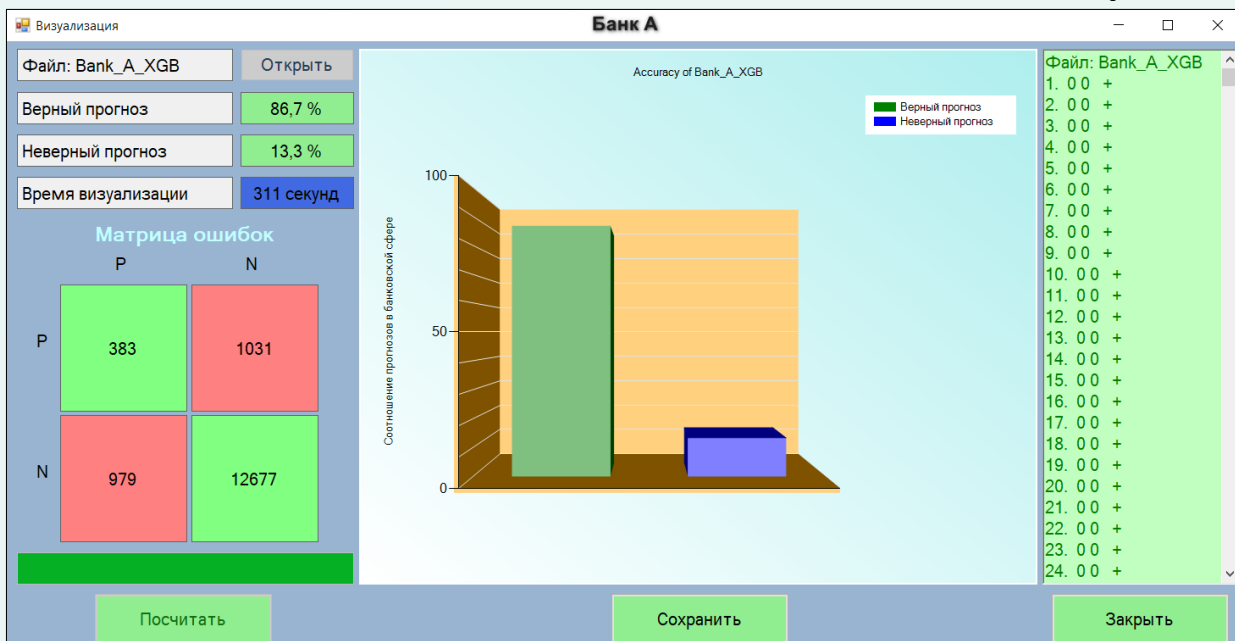 Визуализация
Банк А
Файл: Bank_A_XGB
Открыть
Верный прогноз
86,7 %
Неверный прогноз
13,3 %
Время визуализации
311 секунд
Матрица ошибок
P N
P 383 1031
N 979 12677
Посчитать
Accuracy of Bank_A_XGB
Верный прогноз
Неверный прогноз
100
50
0
Соотношение прогнозов в банковской сфере
Сохранить
Файл: Bank_A_XGB
1. 0 0 +
2. 0 0 +
3. 0 0 +
4. 0 0 +
5. 0 0 +
6. 0 0 +
7. 0 0 +
8. 0 0 +
9. 0 0 +
10. 0 0 +
11. 0 0 +
12. 0 0 +
13. 0 0 +
14. 0 0 +
15. 0 0 +
16. 0 0 +
17. 0 0 +
18. 0 0 +
19. 0 0 +
20. 0 0 +
21. 0 0 +
22. 0 0 +
23. 0 0 +
24. 0 0 +
Закрыть